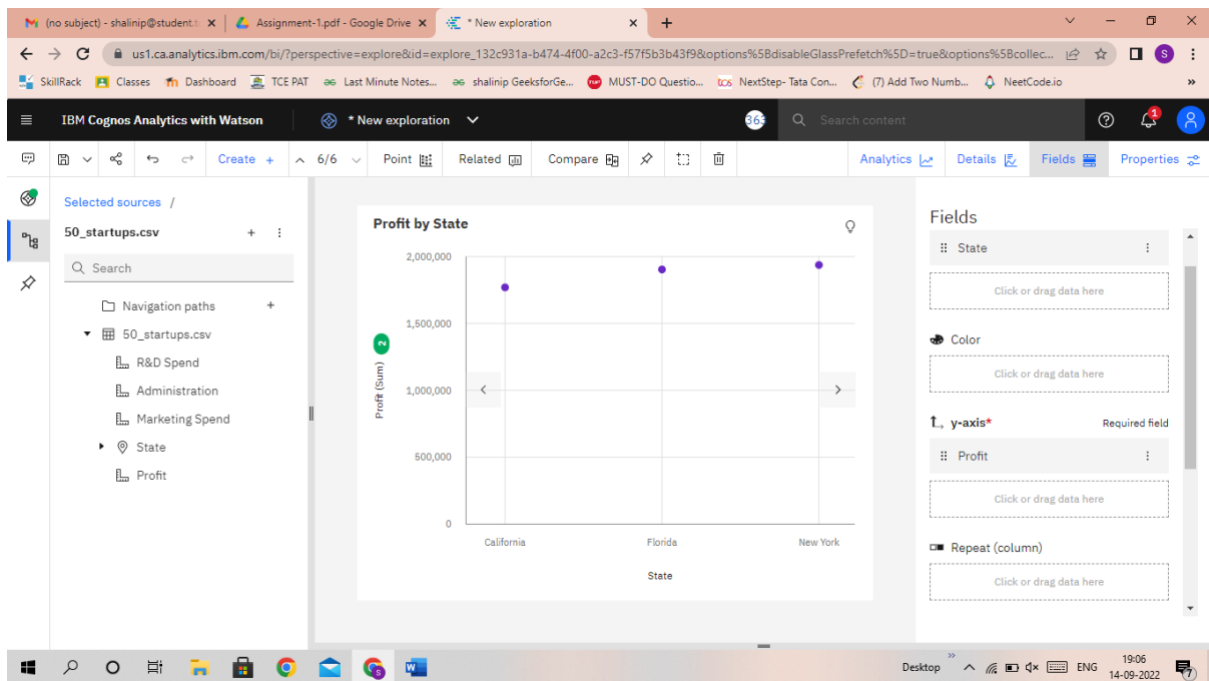 (no subject) - shalinip@student.t
Assignment-1.pdf - Google Drive
* New exploration
us1.ca.analytics.ibm.com/bi/?perspective=explore&id=explore_132c931a-b474-4f00-a2c3-f57f5b3b43f9&options%5BdisableGlassPrefetch%5D=true&options%5Bcollec...
S
SkillRack
Classes
Dashboard
TCE PAT
Last Minute Notes...
shalinip GeeksforGe...
MUST-DO Questio...
NextStep- Tata Con...
(7) Add Two Numb...
NeetCode.io
»
IBM Cognos Analytics with Watson
* New exploration
363
Search content
1
Create +
6/6
Point
Related
Compare
Analytics
Details
Fields
Properties
Selected sources /
50_startups.csv
Search
Navigation paths
50_startups.csv
R&D Spend
Administration
Marketing Spend
State
Profit
Profit by State
2,000,000
1,500,000
1,000,000
500,000
0
Profit (Sum)
2
California
Florida
New York
State
Fields
State
Click or drag data here
Color
Click or drag data here
y-axis*
Required field
Profit
Click or drag data here
Repeat (column)
Click or drag data here
Desktop
»
ENG
19:06
14-09-2022
7